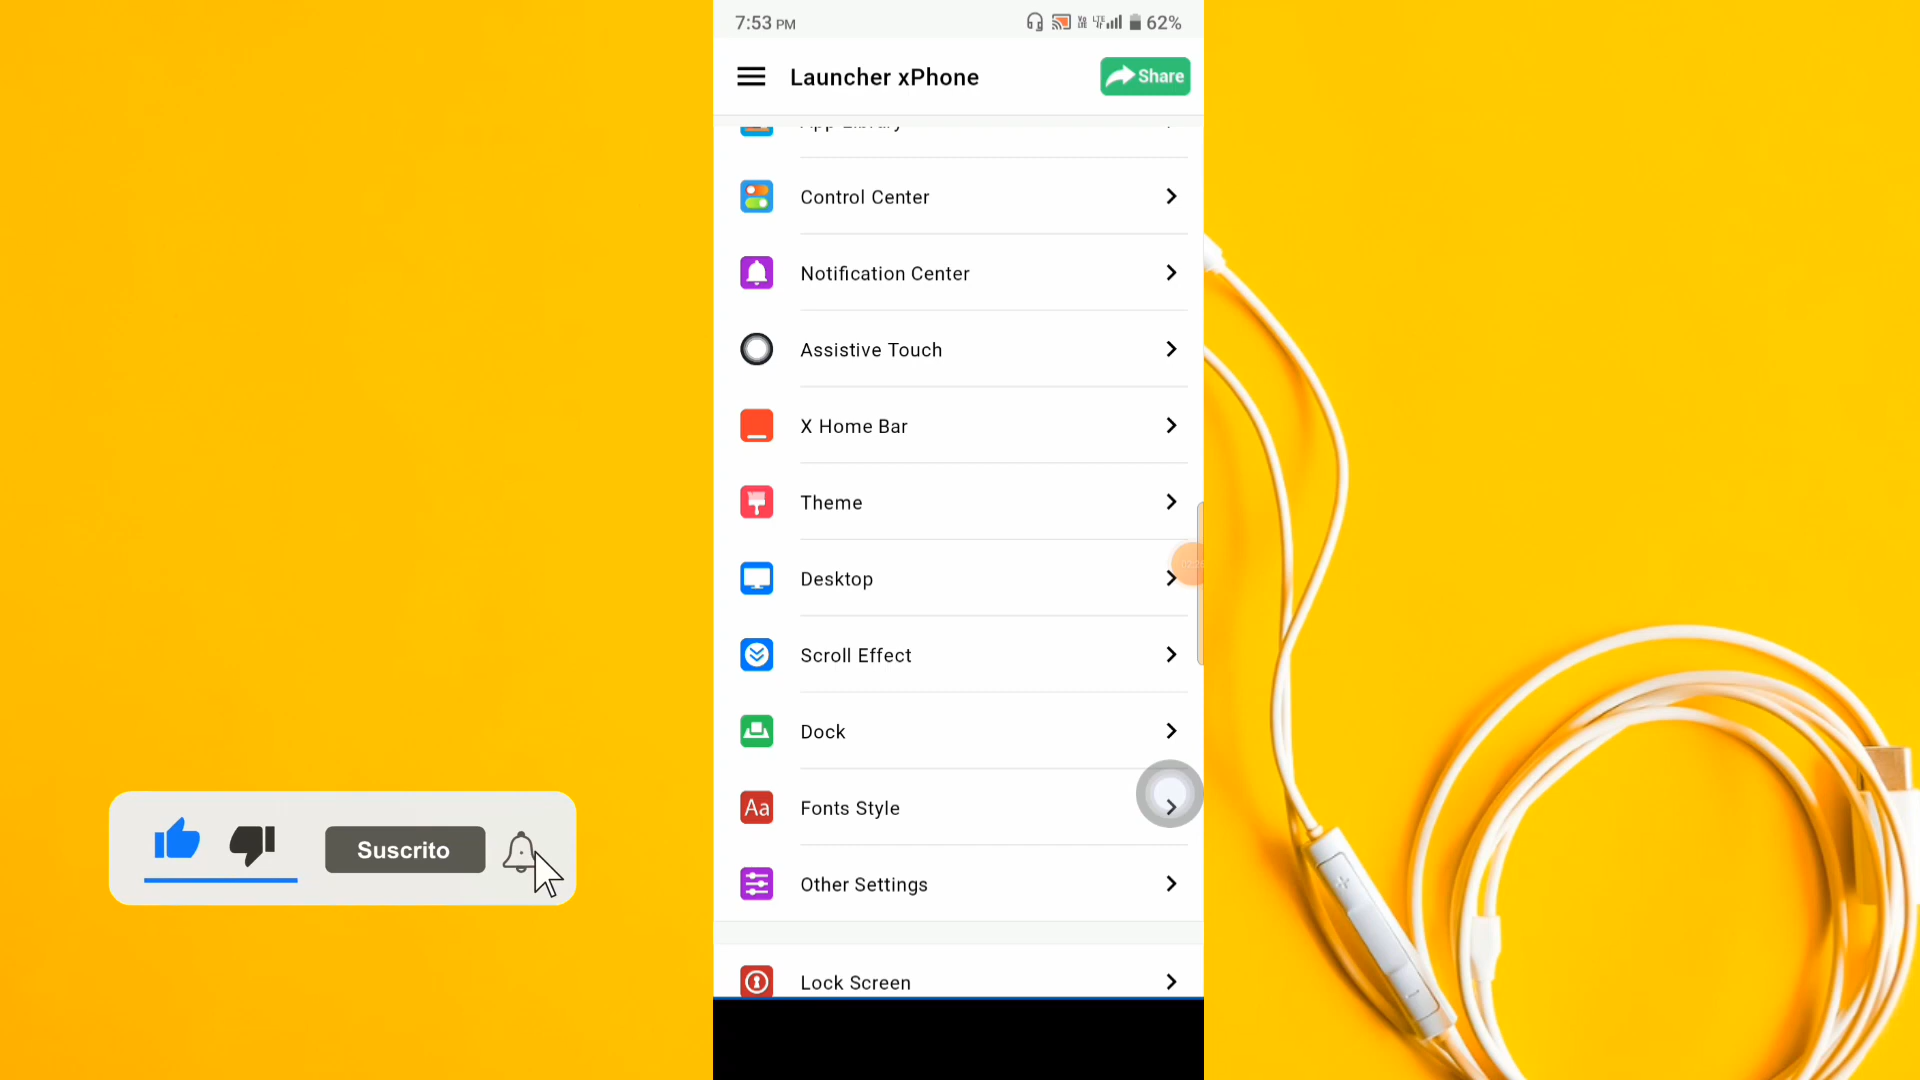 7:53 PM
62%
Launcher xPhone
Share
App Library
Control Center
Notification Center
Assistive Touch
X Home Bar
Theme
Desktop
Scroll Effect
Dock
Aa
Fonts Style
Other Settings
Lock Screen
Suscrito